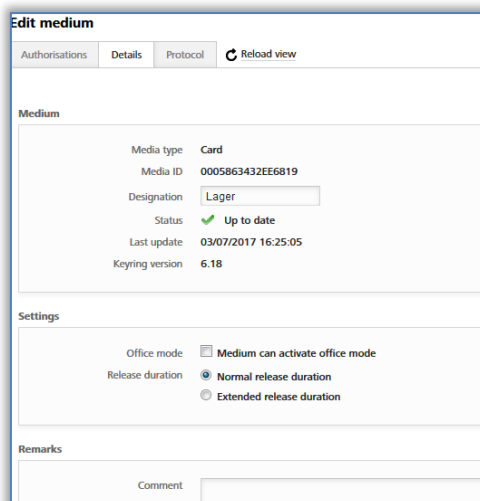 Edit medium
Authorisations Details Protocol Reload view
Medium
Media type Card
Media ID 0005863432EE6819
Designation Lager
Status Up to date
Last update 03/07/2017 16:25:05
Keyring version 6.18
Settings
Office mode Medium can activate office mode
Release duration Normal release duration
Extended release duration
Remarks
Comment